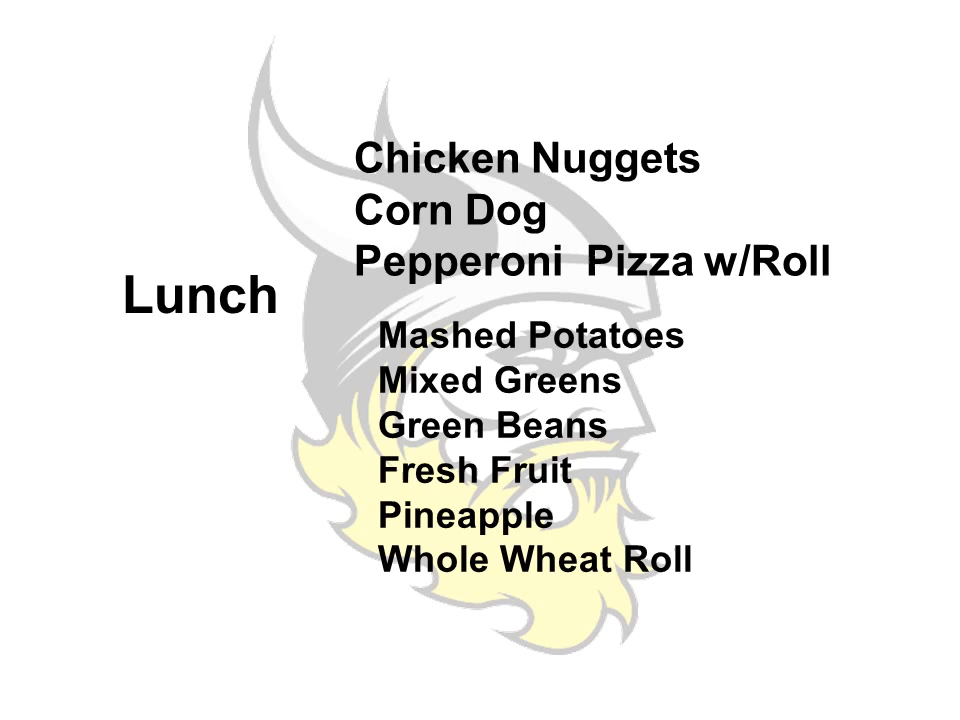 Lunch
Chicken Nuggets
Corn Dog
Pepperoni  Pizza w/Roll
Mashed Potatoes
Mixed Greens
Green Beans
Fresh Fruit
Pineapple
Whole Wheat Roll